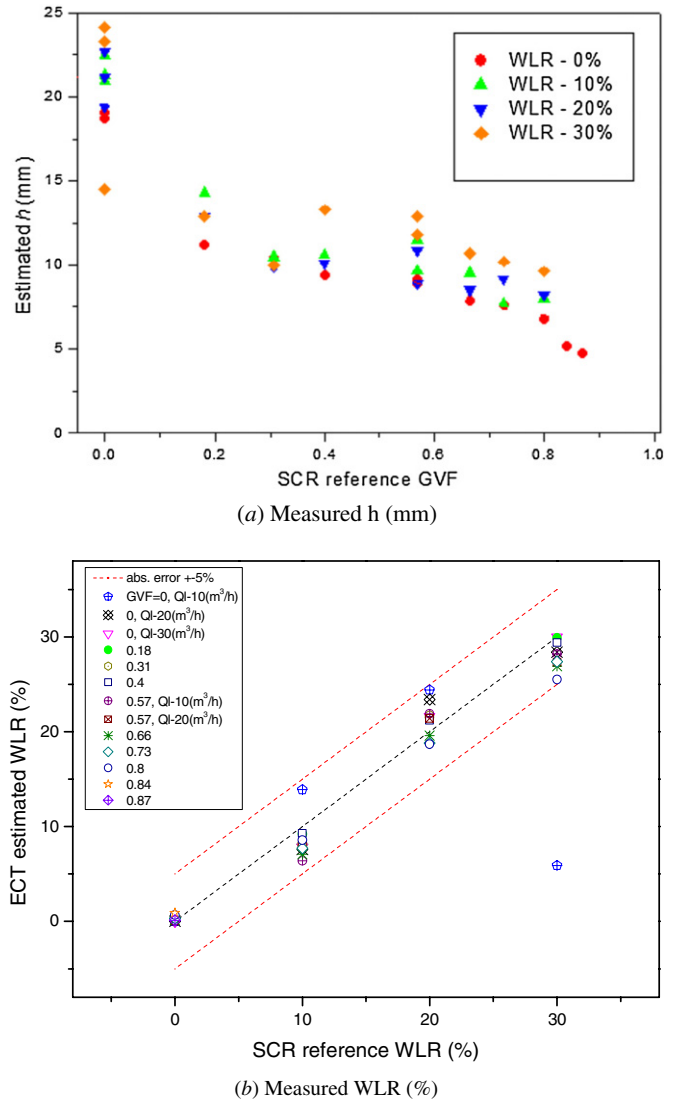 25
20
15
10
5
0
Estimated h (mm)
WLR - 0%
WLR - 10%
WLR - 20%
WLR - 30%
0.0 0.2 0.4 0.6 0.8 1.0
SCR reference GVF
(a) Measured h (mm)
abs. error +-5%
GVF=0, Ql-10(m³/h)
0, Ql-20(m³/h)
0, Ql-30(m³/h)
0.18
0.31
0.4
0.57, Ql-10(m³/h)
0.57, Ql-20(m³/h)
0.66
0.73
0.8
0.84
0.87
30
20
10
0
ECT estimated WLR (%)
0 10 20 30
SCR reference WLR (%)
(b) Measured WLR (%)